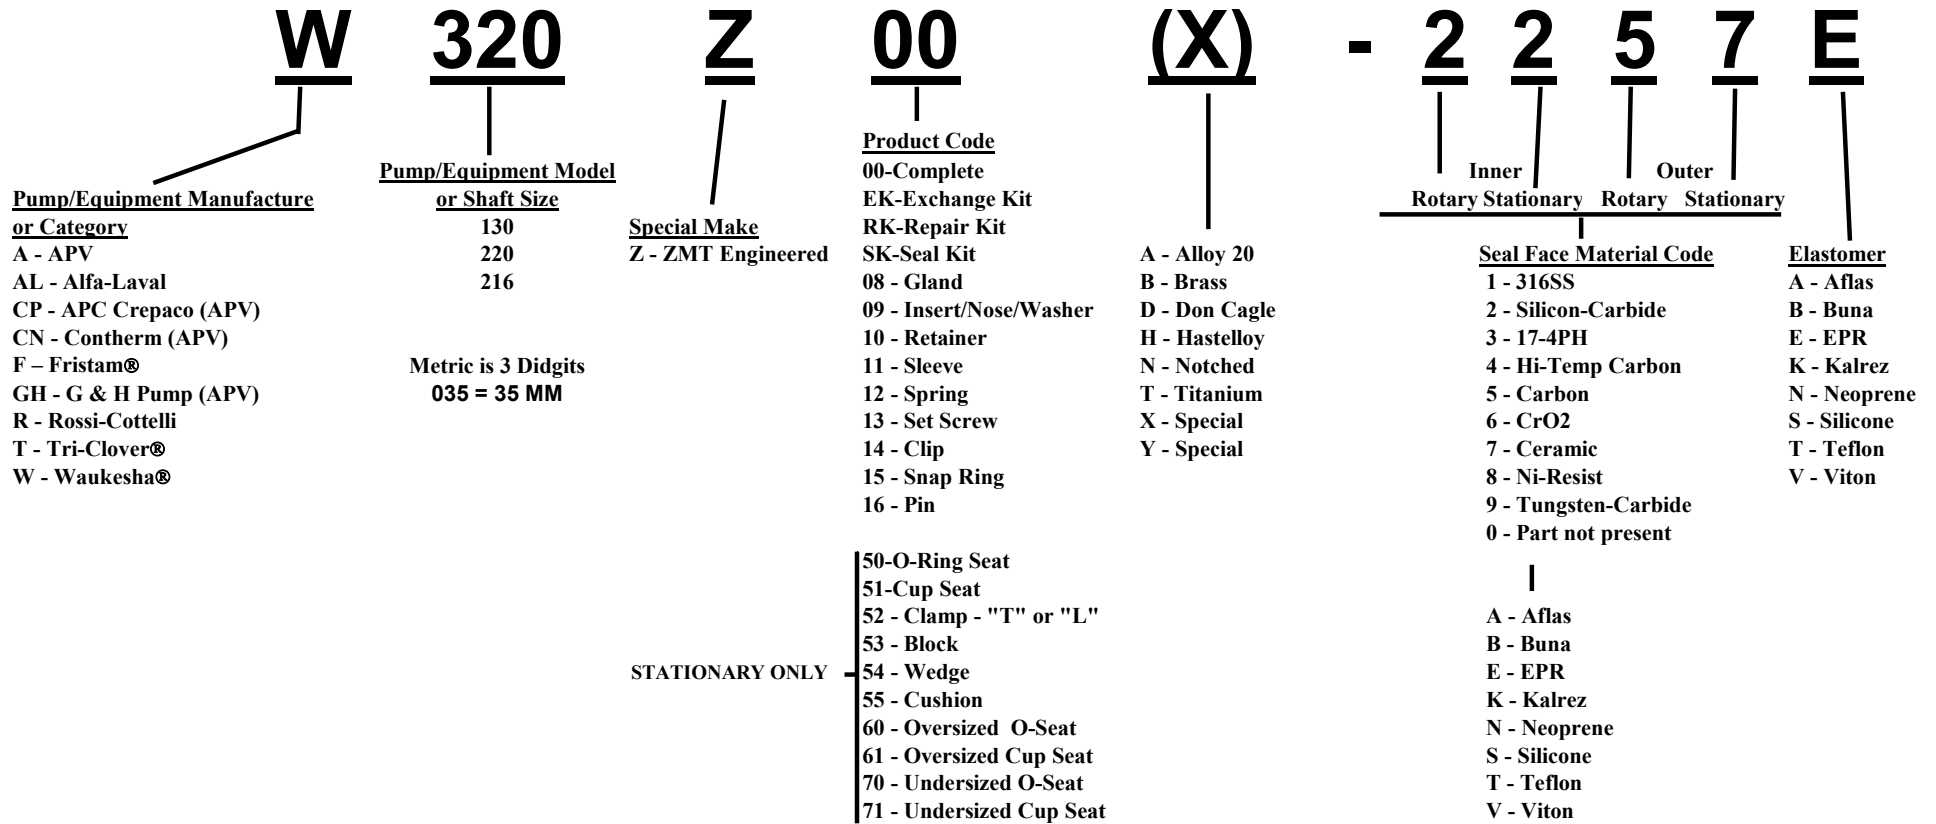 W 320 Z 00 (X) - 2 2 5 7 E
Pump/Equipment Manufacture
or Category
A - APV
AL - Alfa-Laval
CP - APC Crepaco (APV)
CN - Contherm (APV)
F – Fristam®
GH - G & H Pump (APV)
R - Rossi-Cottelli
T - Tri-Clover®
W - Waukesha®
Pump/Equipment Model
or Shaft Size
130
220
216
Metric is 3 Didgits
035 = 35 MM
Special Make
Z - ZMT Engineered
Product Code
00-Complete
EK-Exchange Kit
RK-Repair Kit
SK-Seal Kit
08 - Gland
09 - Insert/Nose/Washer
10 - Retainer
11 - Sleeve
12 - Spring
13 - Set Screw
14 - Clip
15 - Snap Ring
16 - Pin
STATIONARY ONLY
50-O-Ring Seat
51-Cup Seat
52 - Clamp - "T" or "L"
53 - Block
54 - Wedge
55 - Cushion
60 - Oversized O-Seat
61 - Oversized Cup Seat
70 - Undersized O-Seat
71 - Undersized Cup Seat
A - Alloy 20
B - Brass
D - Don Cagle
H - Hastelloy
N - Notched
T - Titanium
X - Special
Y - Special
Inner Outer
Rotary Stationary Rotary Stationary
Seal Face Material Code
1 - 316SS
2 - Silicon-Carbide
3 - 17-4PH
4 - Hi-Temp Carbon
5 - Carbon
6 - CrO2
7 - Ceramic
8 - Ni-Resist
9 - Tungsten-Carbide
0 - Part not present
A - Aflas
B - Buna
E - EPR
K - Kalrez
N - Neoprene
S - Silicone
T - Teflon
V - Viton
Elastomer
A - Aflas
B - Buna
E - EPR
K - Kalrez
N - Neoprene
S - Silicone
T - Teflon
V - Viton